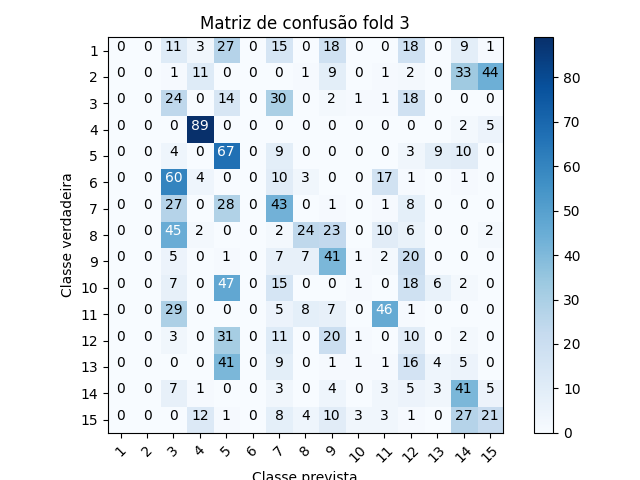 Matriz de confusão fold 3
1 0 0 11 3 27 0 15 0 18 0 0 18 0 9 1
2 0 0 1 11 0 0 0 1 9 0 1 2 0 33 44
3 0 0 24 0 14 0 30 0 2 1 1 18 0 0 0
4 0 0 0 89 0 0 0 0 0 0 0 0 0 2 5
5 0 0 4 0 67 0 9 0 0 0 0 3 9 10 0
6 0 0 60 4 0 0 10 3 0 0 17 1 0 1 0
7 0 0 27 0 28 0 43 0 1 0 1 8 0 0 0
8 0 0 45 2 0 0 2 24 23 0 10 6 0 0 2
9 0 0 5 0 1 0 7 7 41 1 2 20 0 0 0
10 0 0 7 0 47 0 15 0 0 1 0 18 6 2 0
11 0 0 29 0 0 0 5 8 7 0 46 1 0 0 0
12 0 0 3 0 31 0 11 0 20 1 0 10 0 2 0
13 0 0 0 0 41 0 9 0 1 1 1 16 4 5 0
14 0 0 7 1 0 0 3 0 4 0 3 5 3 41 5
15 0 0 0 12 1 0 8 4 10 3 3 1 0 27 21
1 2 3 4 5 6 7 8 9 10 11 12 13 14 15
Classe verdadeira
Classe prevista
80
70
60
50
40
30
20
10
0